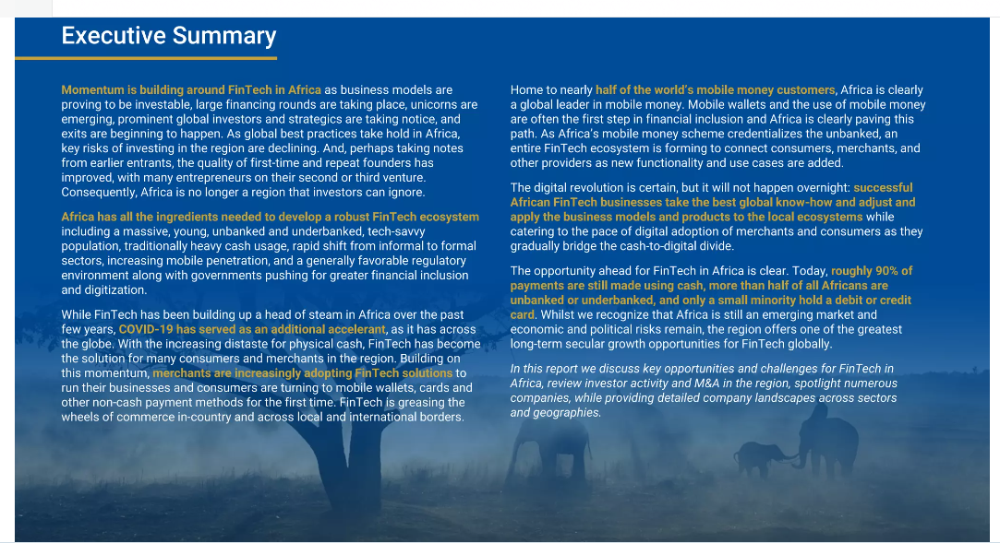 Executive Summary
Momentum is building around FinTech in Africa as business models are
proving to be investable, large financing rounds are taking place, unicorns are
emerging, prominent global investors and strategics are taking notice, and
exits are beginning to happen. As global best practices take hold in Africa,
key risks of investing in the region are declining. And, perhaps taking notes
from earlier entrants, the quality of first-time and repeat founders has
improved, with many entrepreneurs on their second or third venture.
Consequently, Africa is no longer a region that investors can ignore.
Africa has all the ingredients needed to develop a robust FinTech ecosystem
including a massive, young, unbanked and underbanked, tech-savvy
population, traditionally heavy cash usage, rapid shift from informal to formal
sectors, increasing mobile penetration, and a generally favorable regulatory
environment along with governments pushing for greater financial inclusion
and digitization.
While FinTech has been building up a head of steam in Africa over the past
few years, COVID-19 has served as an additional accelerant, as it has across
the globe. With the increasing distaste for physical cash, FinTech has become
the solution for many consumers and merchants in the region. Building on
this momentum, merchants are increasingly adopting FinTech solutions to
run their businesses and consumers are turning to mobile wallets, cards and
other non-cash payment methods for the first time. FinTech is greasing the
wheels of commerce in-country and across local and international borders.
Home to nearly half of the world's mobile money customers, Africa is clearly
a global leader in mobile money. Mobile wallets and the use of mobile money
are often the first step in financial inclusion and Africa is clearly paving this
path. As Africa's mobile money scheme credentializes the unbanked, an
entire FinTech ecosystem is forming to connect consumers, merchants, and
other providers as new functionality and use cases are added.
The digital revolution is certain, but it will not happen overnight: successful
African FinTech businesses take the best global know-how and adjust and
apply the business models and products to the local ecosystems while
catering to the pace of digital adoption of merchants and consumers as they
gradually bridge the cash-to-digital divide.
The opportunity ahead for FinTech in Africa is clear. Today, roughly 90% of
payments are still made using cash, more than half of all Africans are
unbanked or underbanked, and only a small minority hold a debit or credit
card. Whilst we recognize that Africa is still an emerging market and
economic and political risks remain, the region offers one of the greatest
long-term secular growth opportunities for FinTech globally.
In this report we discuss key opportunities and challenges for FinTech in
Africa, review investor activity and M&A in the region, spotlight numerous
companies, while providing detailed company landscapes across sectors
and geographies.